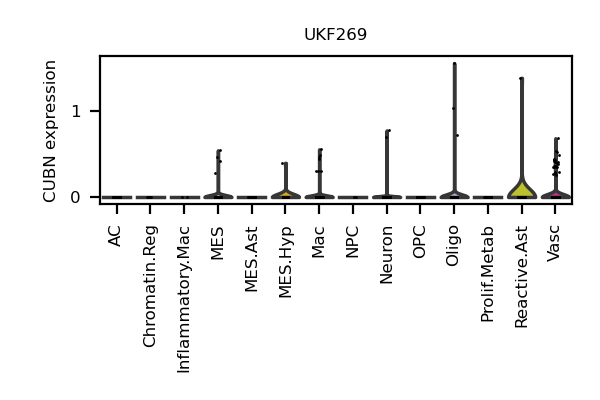 UKF269
CUBN expression
1
0
AC
Chromatin.Reg
Inflammatory.Mac
MES
MES.Ast
MES.Hyp
Mac
NPC
Neuron
OPC
Oligo
Prolif.Metab
Reactive.Ast
Vasc